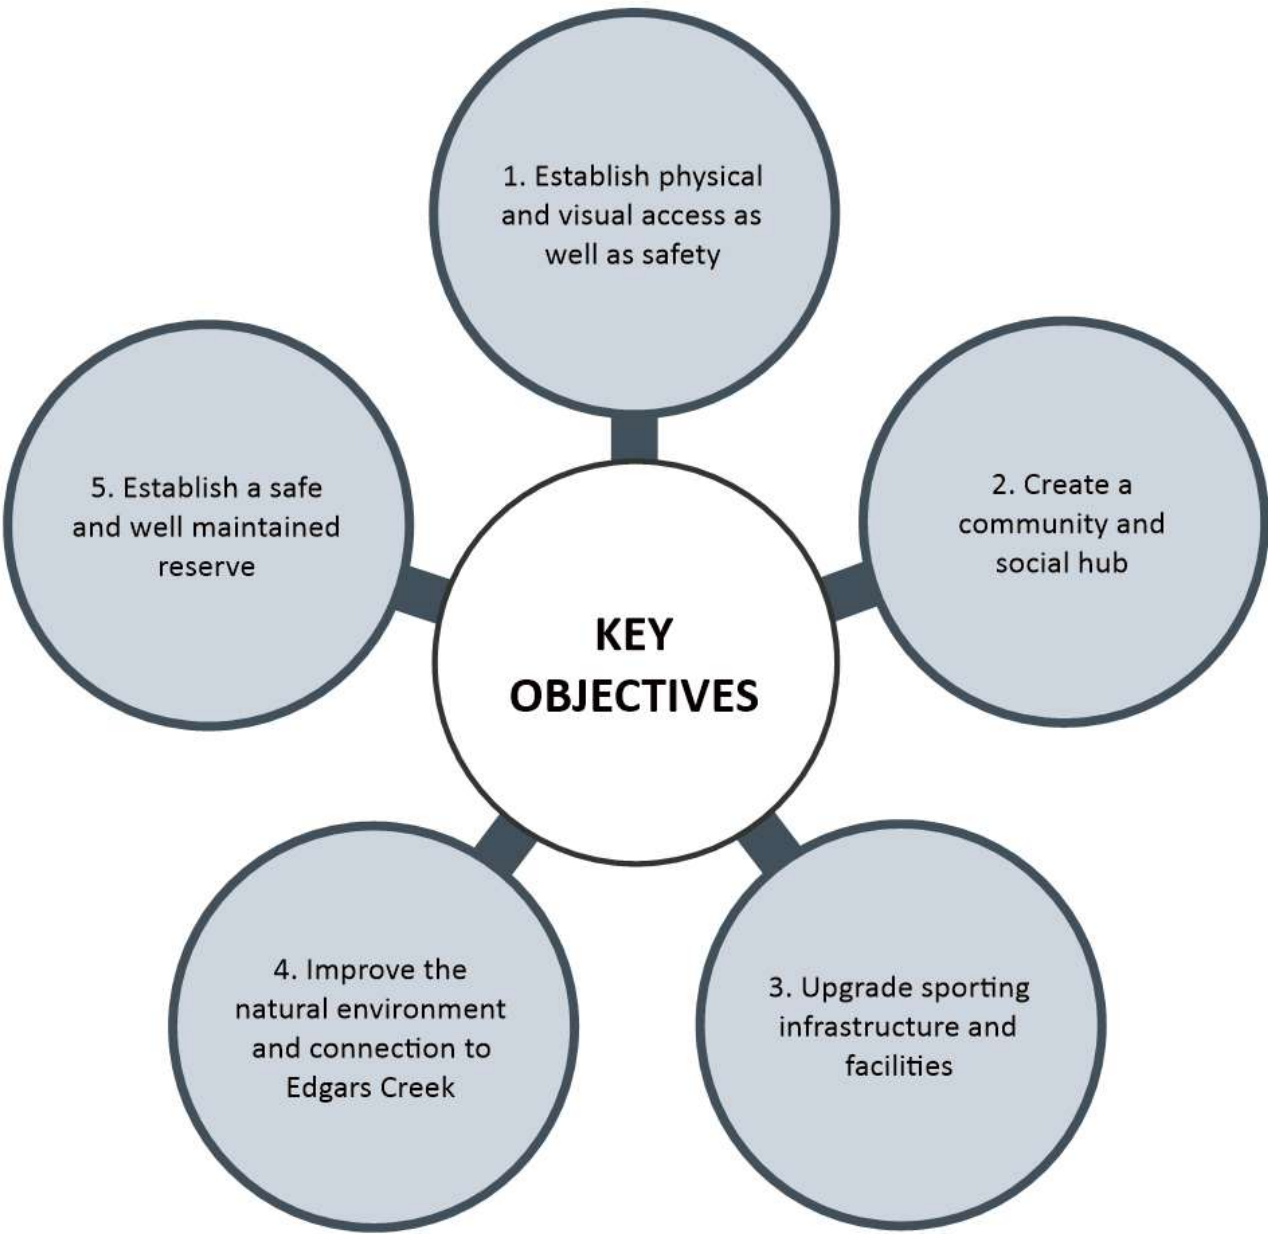 1. Establish physical
and visual access as
well as safety
2. Create a
community and
social hub
3. Upgrade sporting
infrastructure and
facilities
4. Improve the
natural environment
and connection to
Edgars Creek
5. Establish a safe
and well maintained
reserve
KEY
OBJECTIVES